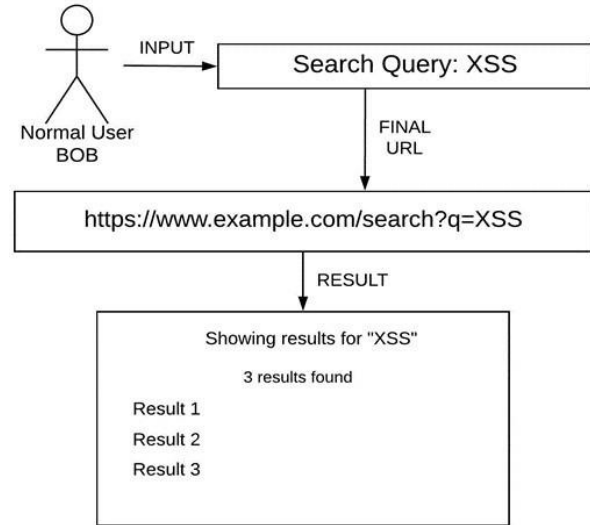 INPUT
Search Query: XSS
Normal User
BOB
FINAL
URL
https://www.example.com/search?q=XSS
RESULT
Showing results for "XSS"
3 results found
Result 1
Result 2
Result 3